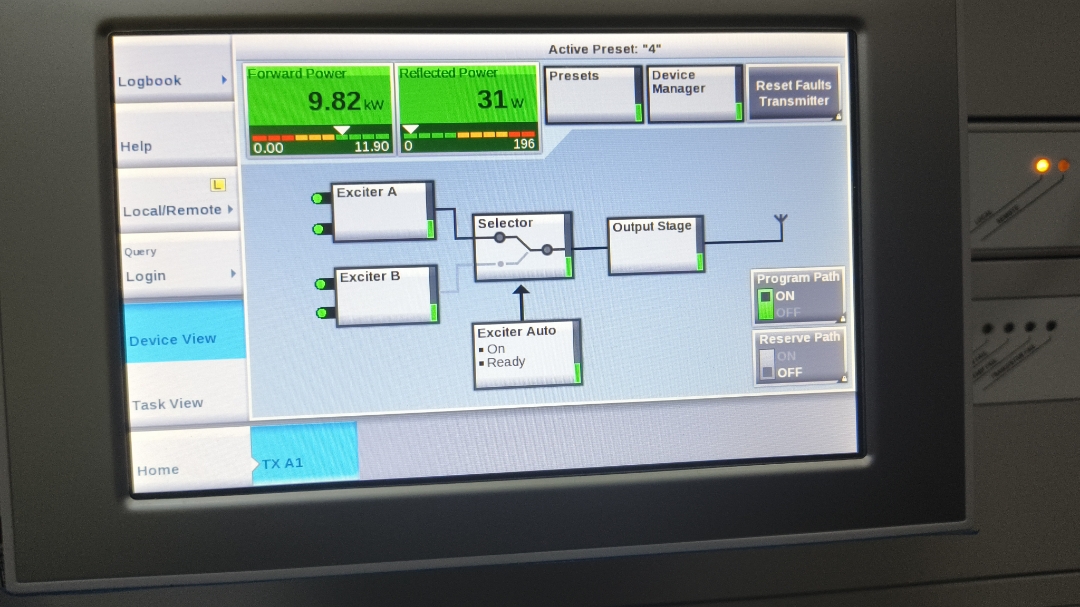 Active Preset: "4"
Logbook
Help
L
Local/Remote
Query
Login
Device View
Task View
Home
TX A1
Forward Power
9.82 kW
0.00 11.90
Reflected Power
31 W
0 196
Presets
Device
Manager
Reset Faults
Transmitter
Exciter A
Exciter B
Selector
Output Stage
Exciter Auto
On
Ready
Program Path
ON
OFF
Reserve Path
ON
OFF
LOCAL
REMOTE